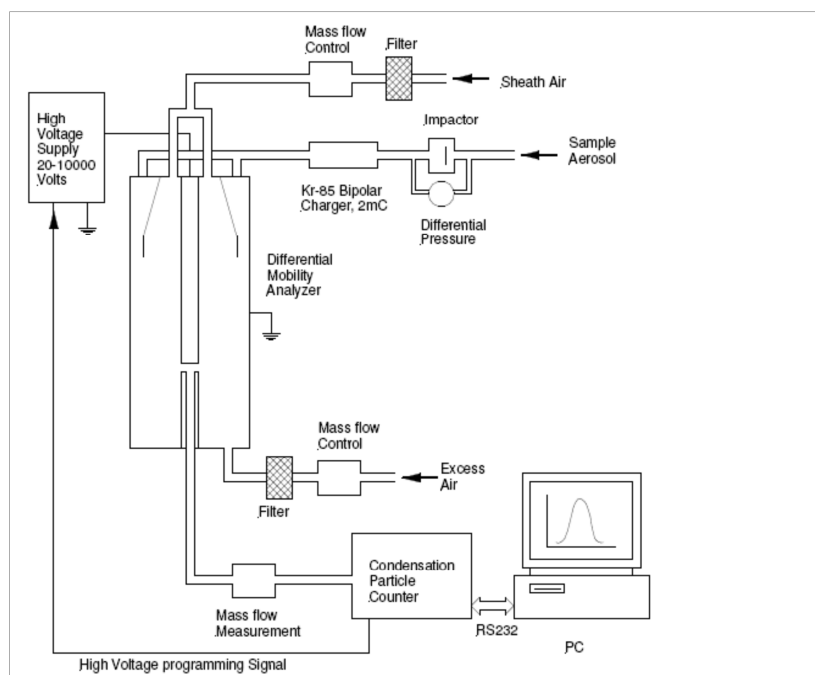 Mass flow
Control
Filter
Sheath Air
High
Voltage
Supply
20-10000
Volts
Impactor
Sample
Aerosol
Kr-85 Bipolar
Charger, 2mC
Differential
Pressure
Differential
Mobility
Analyzer
Mass flow
Control
Excess
Air
Filter
Condensation
Particle
Counter
Mass flow
Measurement
RS232
PC
High Voltage programming Signal